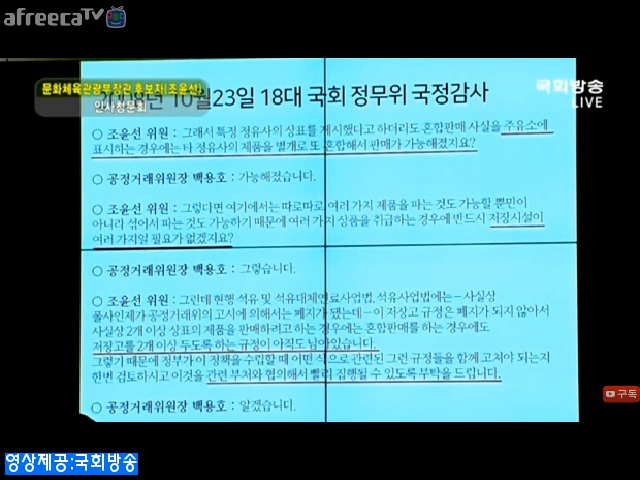 afreecaTV
문화체육관광부장관 후보자(조윤선)
인사청문회
10월23일 18대 국회 정무위 국정감사
국회방송
LIVE
○ 조윤선 위원 : 그래서 특정 정유사의 상표를 게시했다고 하더라도 혼합판매 사실을 주유소에
표시하는 경우에는 타 정유사의 제품을 별개로 또 혼합해서 판매가 가능해졌지요?
○ 공정거래위원장 백용호 : 가능해졌습니다.
○ 조윤선 위원 : 그렇다면 여기에서는 따로따로 여러 가지 제품을 파는 것도 가능할 뿐만이
아니라 섞어서 파는 것도 가능하기 때문에 여러 가지 상품을 취급하는 경우에 반드시 저장시설이
여러 가지일 필요가 없겠지요?
○ 공정거래위원장 백용호 : 그렇습니다.
○ 조윤선 위원 : 그런데 현행 석유 및 석유대체연료사업법, 석유사업법에는— 사실상
폴사인제가 공정거래위의 고시에 의해서는 폐지가 됐는데—이 저장고 규정은 폐지가 되지 않아서
사실상 2개 이상 상표의 제품을 판매하려고 하는 경우에는 혼합판매를 하는 경우에도
저장고를 2개 이상 두도록 하는 규정이 아직도 남아있습니다.
그렇기 때문에 정부가 이 정책을 수립할 때 어떤 식으로 관련된 그런 규정들을 함께 고쳐야 되는지
한번 검토하시고 이것을 관련 부처와 협의해서 빨리 집행될 수 있도록 부탁을 드립니다.
○ 공정거래위원장 백용호 : 알겠습니다.
구독
영상제공:국회방송